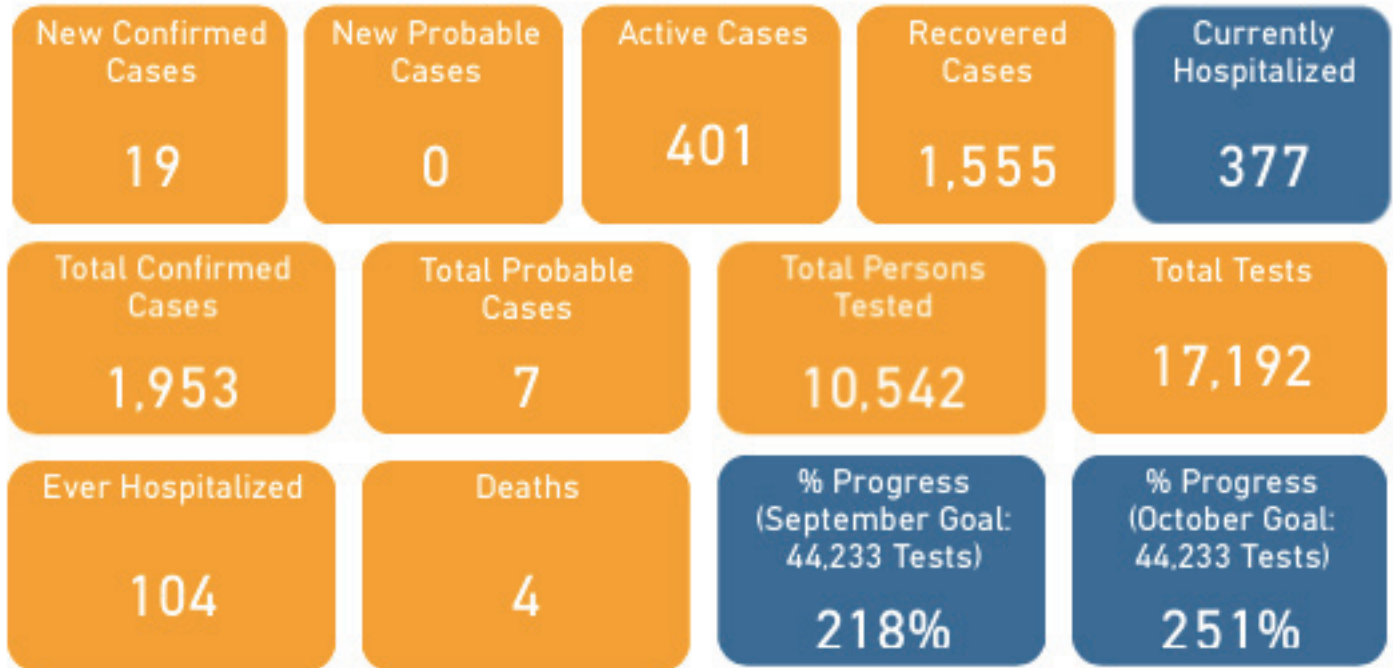 New Confirmed
Cases
19
New Probable
Cases
0
Active Cases
401
Recovered
Cases
1,555
Currently
Hospitalized
377
Total Confirmed
Cases
1,953
Total Probable
Cases
7
Total Persons
Tested
10,542
Total Tests
17,192
Ever Hospitalized
104
Deaths
4
% Progress
(September Goal:
44,233 Tests)
218%
% Progress
(October Goal:
44,233 Tests)
251%